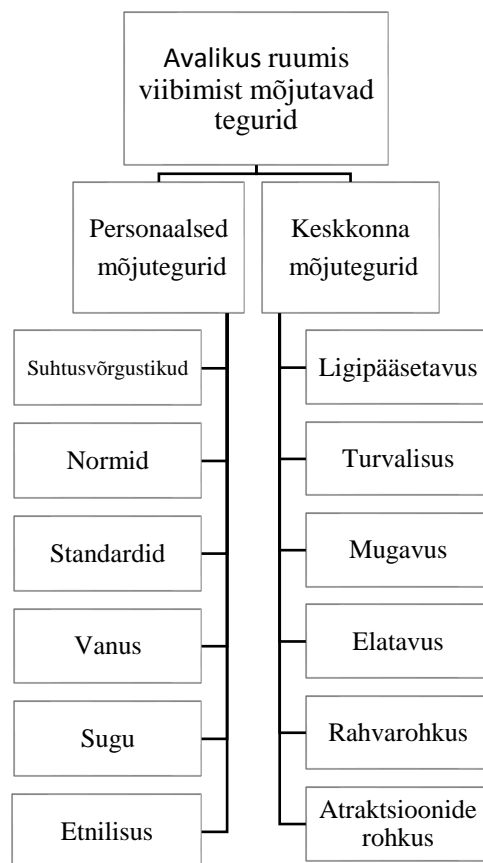 Avalikus ruumis
viibimist mõjutavad
tegurid
Personaalsed
mõjutegurid
Keskkonna
mõjutegurid
Suhtusvõrgustikud
Normid
Standardid
Vanus
Sugu
Etnilisus
Ligipääsetavus
Turvalisus
Mugavus
Elatavus
Rahvarohkus
Atraktsioonide
rohkus